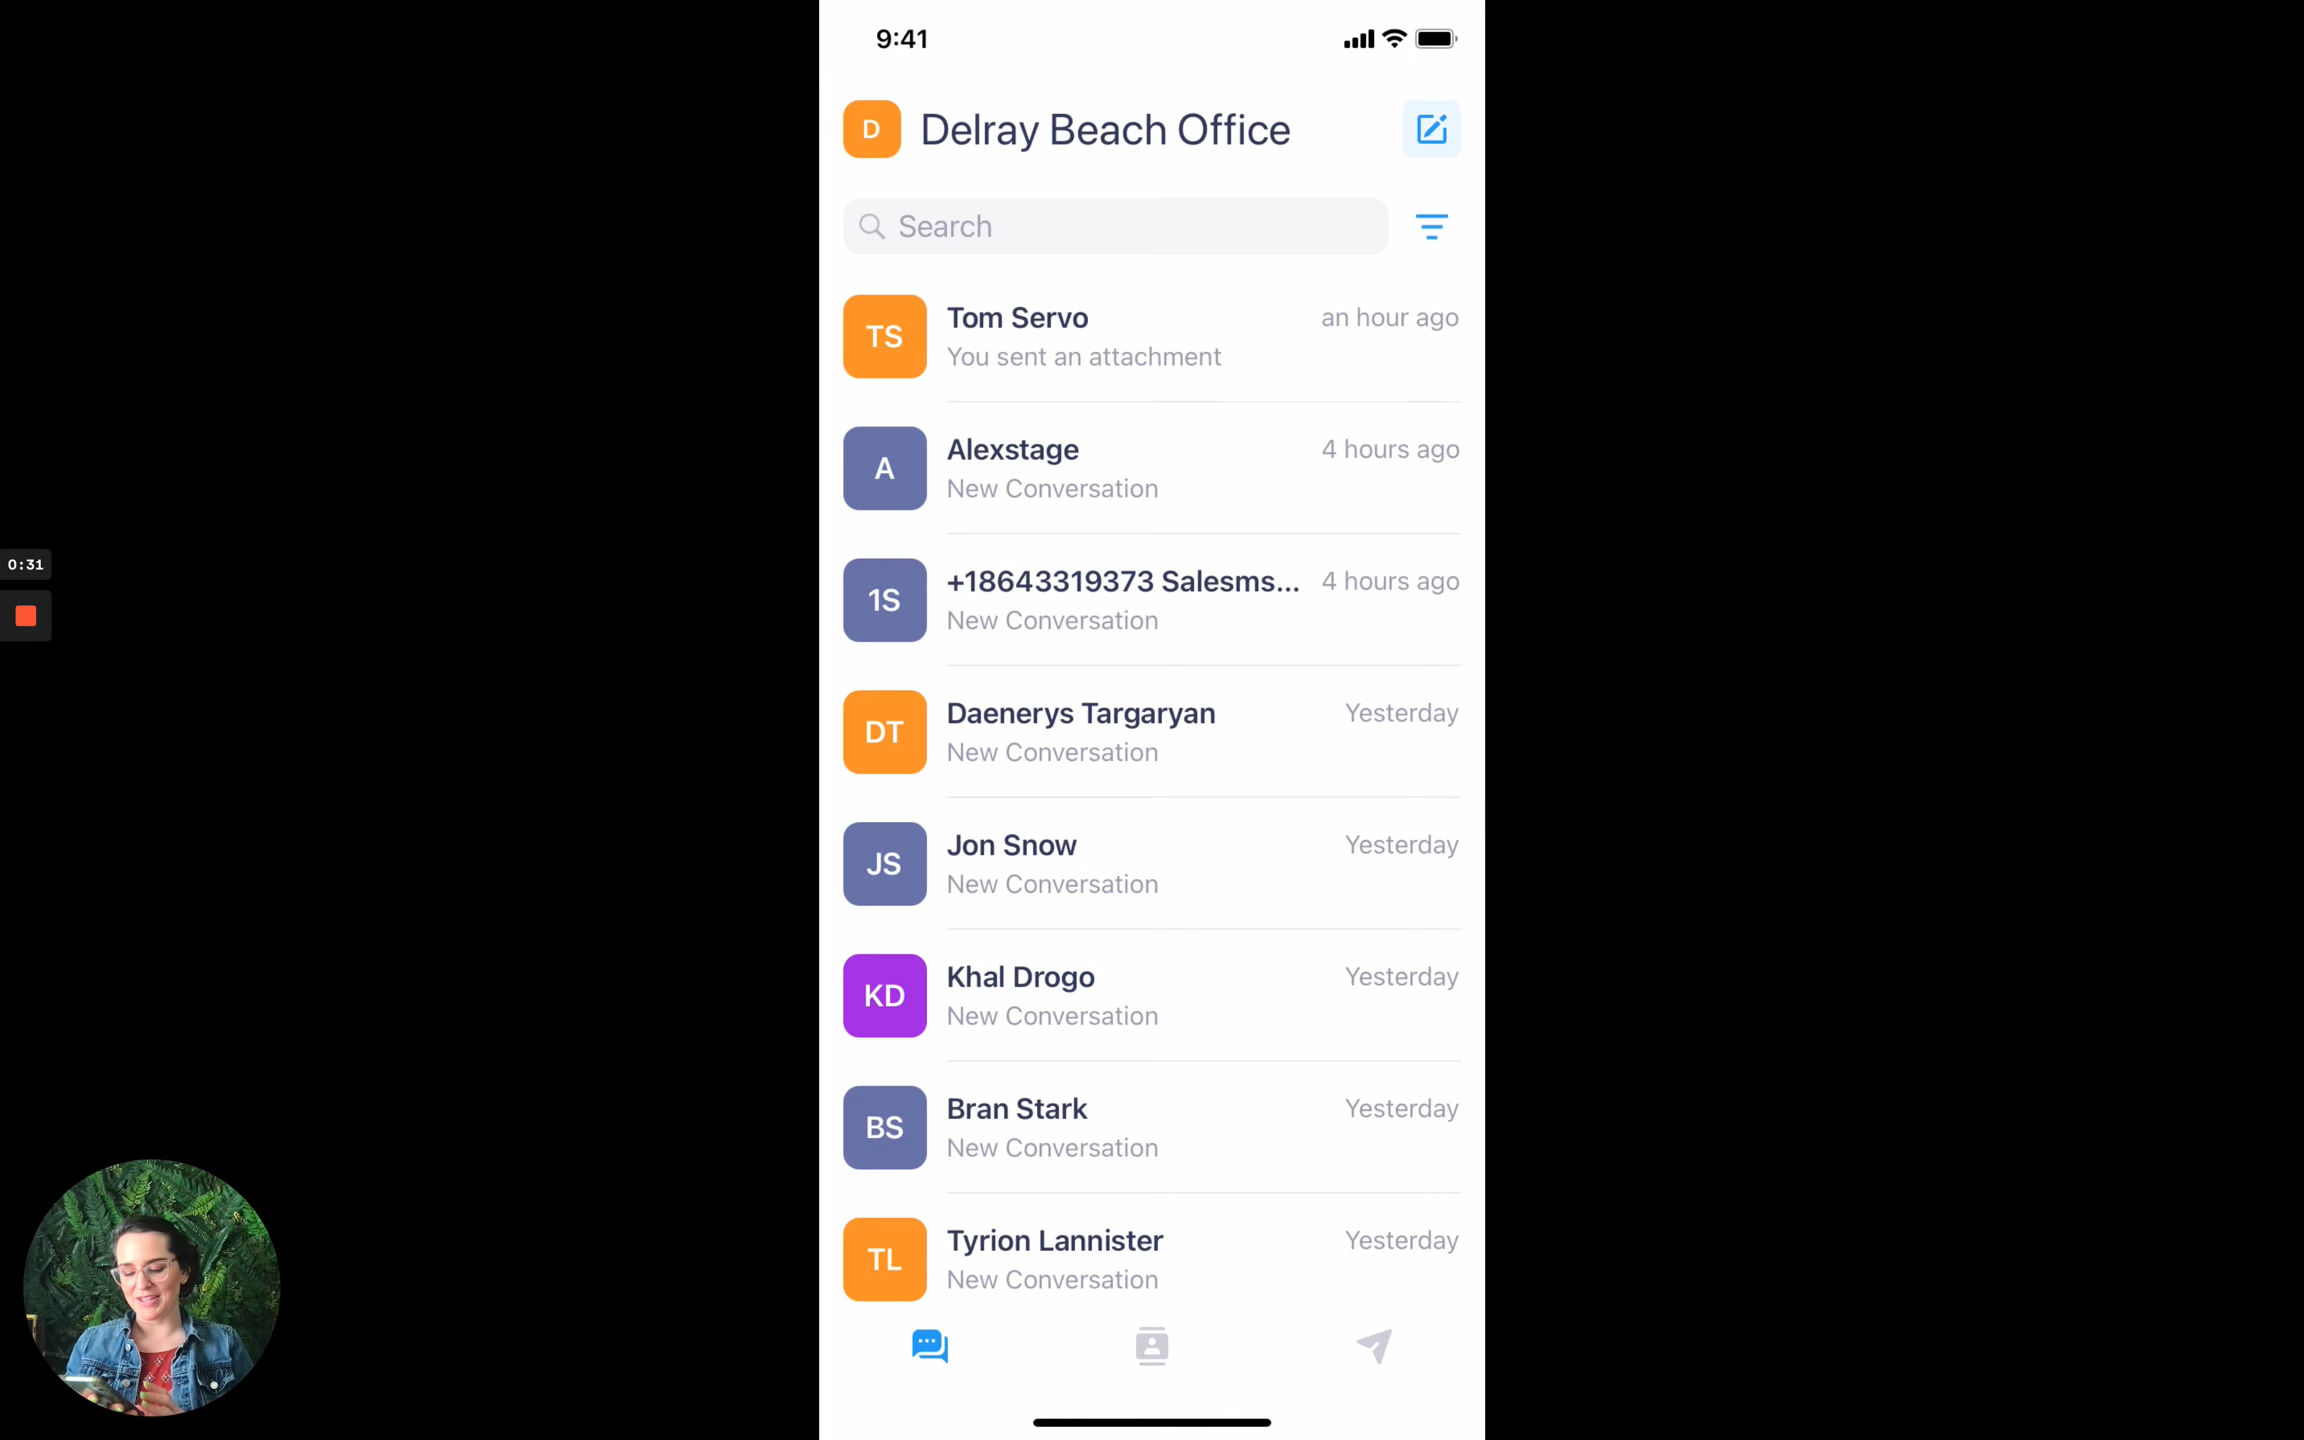 9:41
D Delray Beach Office
Search
TS Tom Servo an hour ago
You sent an attachment
A Alexstage 4 hours ago
New Conversation
1S +18643319373 Salesms... 4 hours ago
New Conversation
0:31
DT Daenerys Targaryan Yesterday
New Conversation
JS Jon Snow Yesterday
New Conversation
KD Khal Drogo Yesterday
New Conversation
BS Bran Stark Yesterday
New Conversation
TL Tyrion Lannister Yesterday
New Conversation